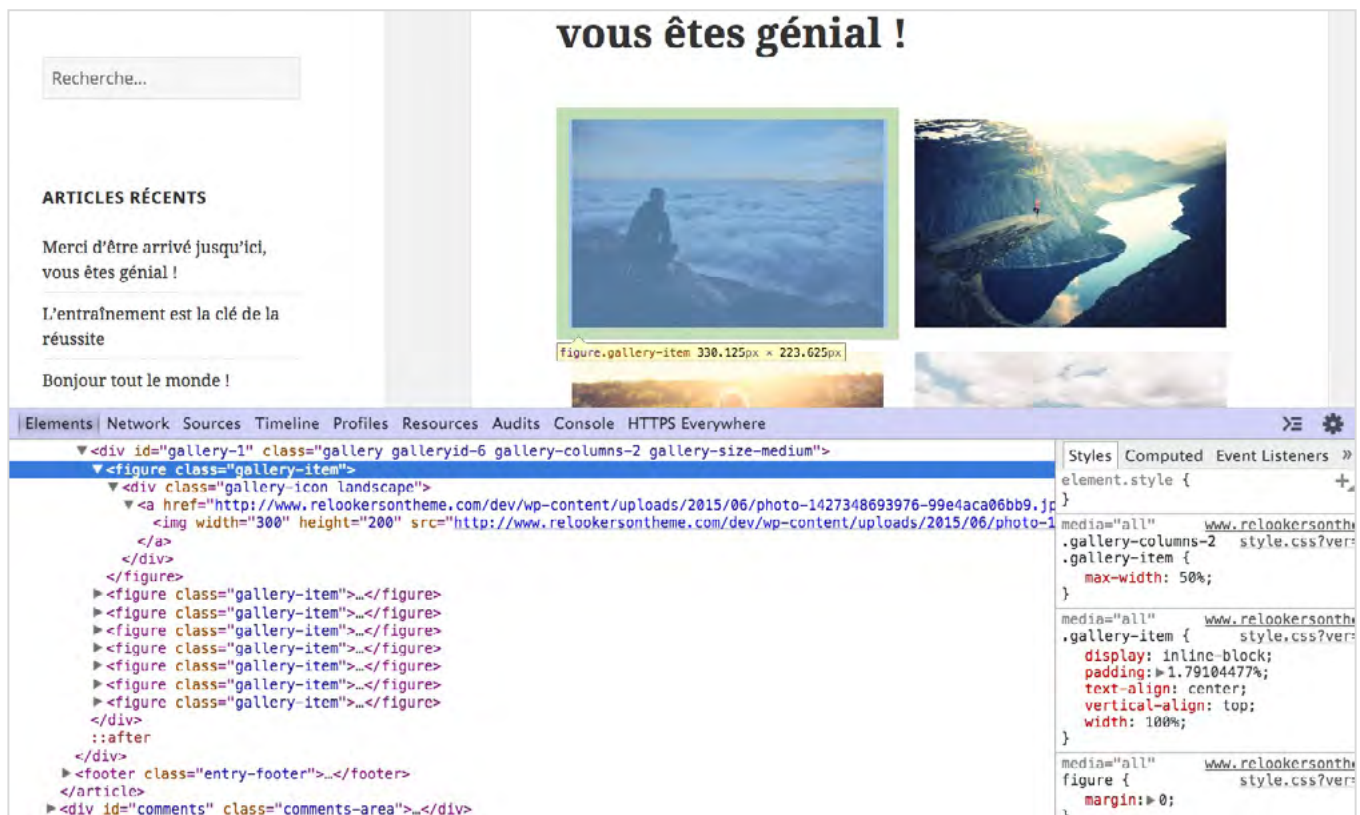 vous êtes génial !
Recherche...
ARTICLES RÉCENTS
Merci d'être arrivé jusqu'ici,
vous êtes génial !
L'entraînement est la clé de la
réussite
Bonjour tout le monde !
figure.gallery-item 330.125px × 223.625px
Elements Network Sources Timeline Profiles Resources Audits Console HTTPS Everywhere
▼<div id="gallery-1" class="gallery galleryid-6 gallery-columns-2 gallery-size-medium">
▼<figure class="gallery-item">
▼<div class="gallery-icon landscape">
▼<a href="http://www.relookersontheme.com/dev/wp-content/uploads/2015/06/photo-1427348693976-99e4aca06bb9.jp
<img width="300" height="200" src="http://www.relookersontheme.com/dev/wp-content/uploads/2015/06/photo-1
</a>
</div>
</figure>
▶<figure class="gallery-item">…</figure>
▶<figure class="gallery-item">…</figure>
▶<figure class="gallery-item">…</figure>
▶<figure class="gallery-item">…</figure>
▶<figure class="gallery-item">…</figure>
▶<figure class="gallery-item">…</figure>
▶<figure class="gallery-item">…</figure>
</div>
::after
</div>
▶<footer class="entry-footer">…</footer>
</article>
▶<div id="comments" class="comments-area">…</div>
Styles Computed Event Listeners »
element.style {
}
media="all" www.relookersonthe
.gallery-columns-2 style.css?ver=
.gallery-item {
max-width: 50%;
}
media="all" www.relookersonthe
.gallery-item { style.css?ver=
display: inline-block;
padding:▶1.79104477%;
text-align: center;
vertical-align: top;
width: 100%;
}
media="all" www.relookersonthe
figure { style.css?ver=
margin:▶0;
}